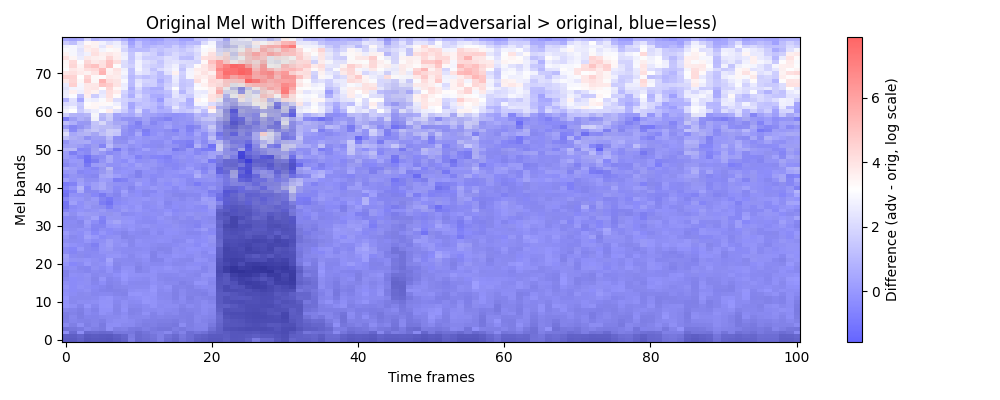 Original Mel with Differences (red=adversarial > original, blue=less)
Mel bands
70
60
50
40
30
20
10
0
0 20 40 60 80 100
Time frames
6
4
2
0
Difference (adv - orig, log scale)